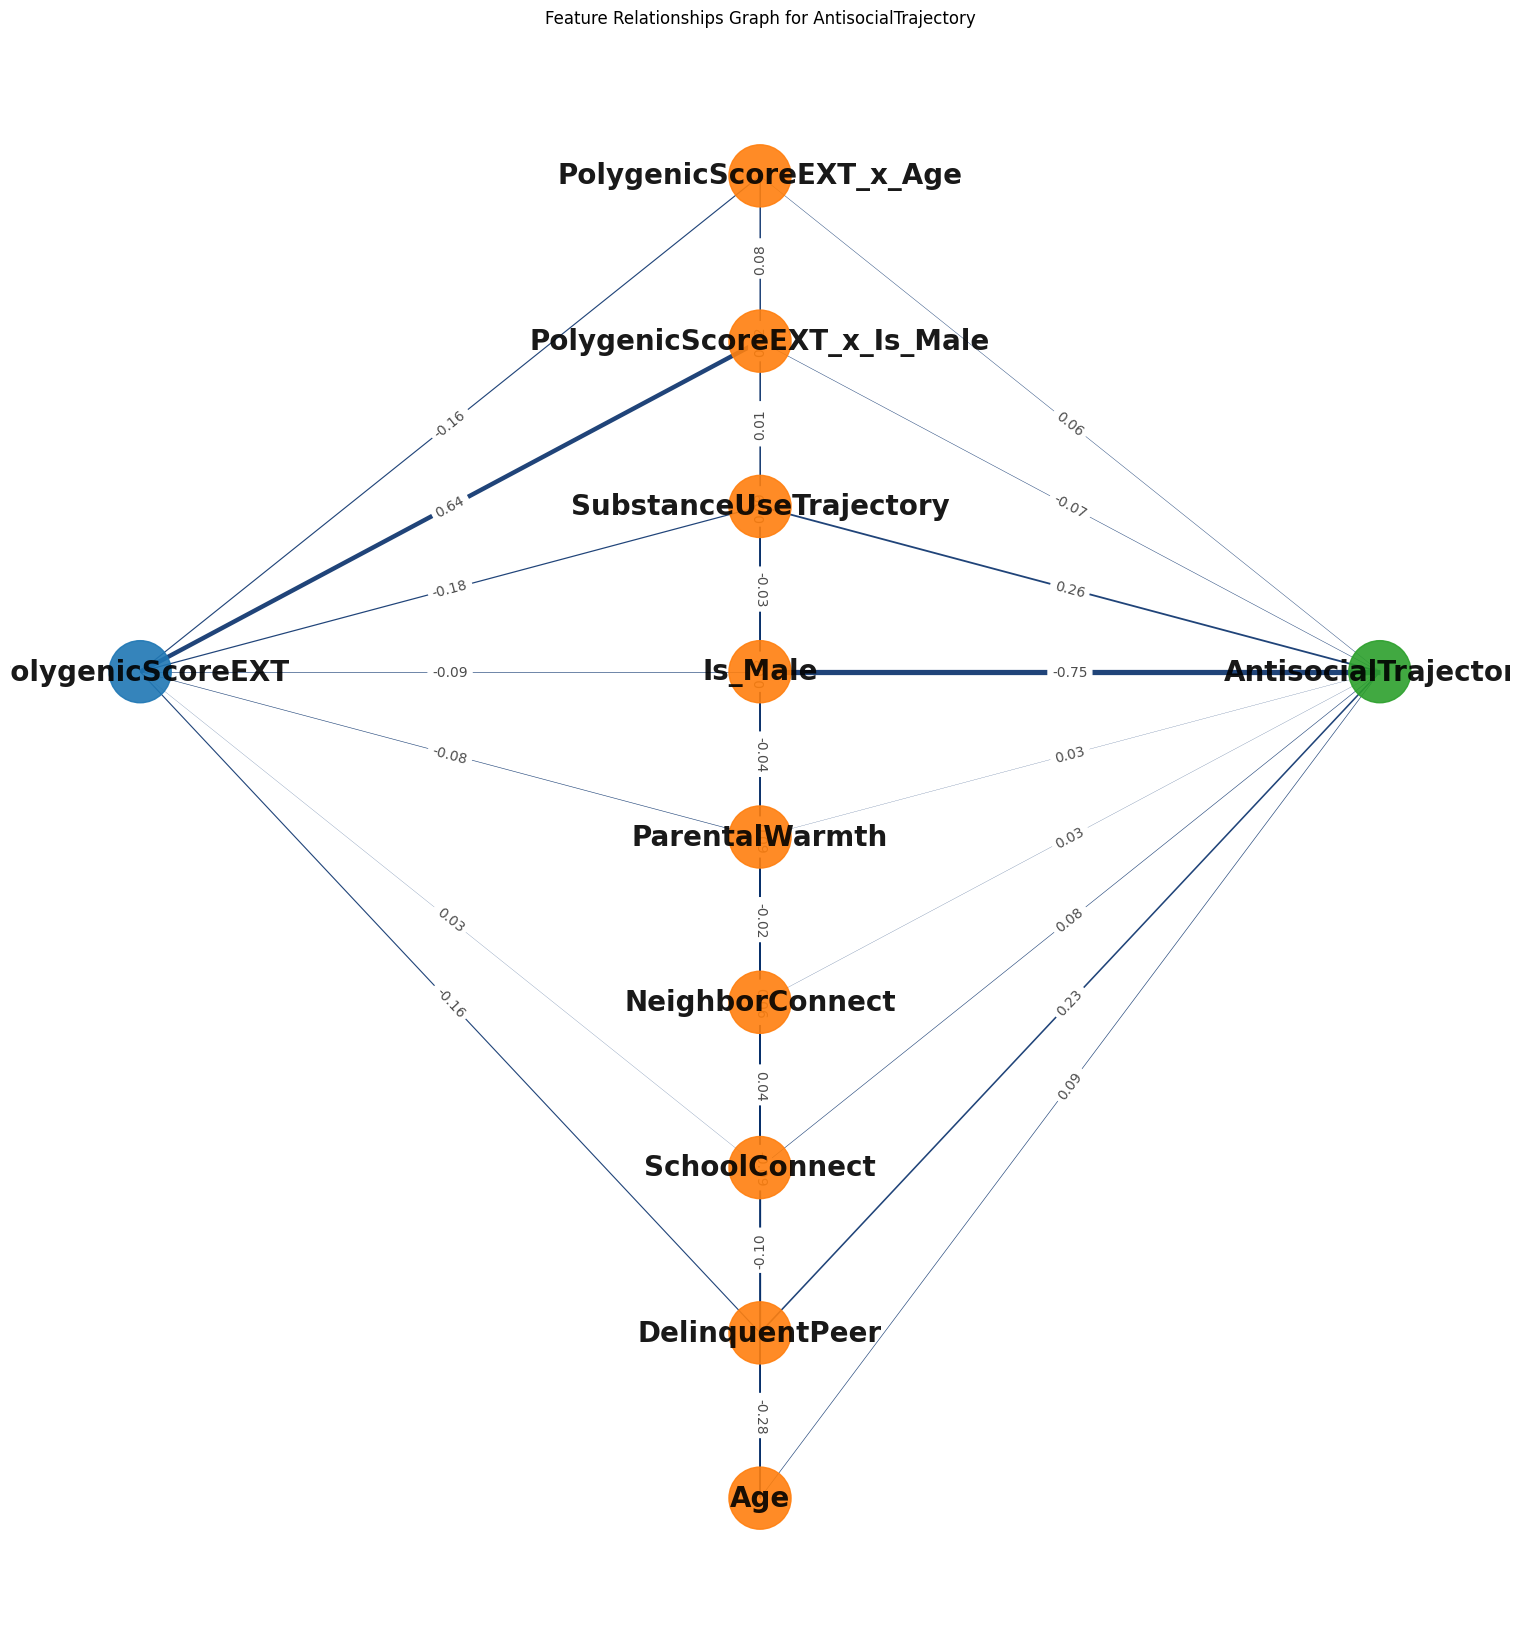 Feature Relationships Graph for AntisocialTrajectory
PolygenicScoreEXT_x_Age
0.08
PolygenicScoreEXT_x_Is_Male
-0.16
0.06
0.01
0.64
-0.07
SubstanceUseTrajectory
-0.18
-0.03
0.26
olygenicScoreEXT
-0.09
Is_Male
-0.75
AntisocialTrajector
-0.08
-0.04
0.03
ParentalWarmth
0.03
0.03
-0.02
0.08
NeighborConnect
-0.16
0.23
0.04
0.09
SchoolConnect
-0.10
DelinquentPeer
-0.28
Age